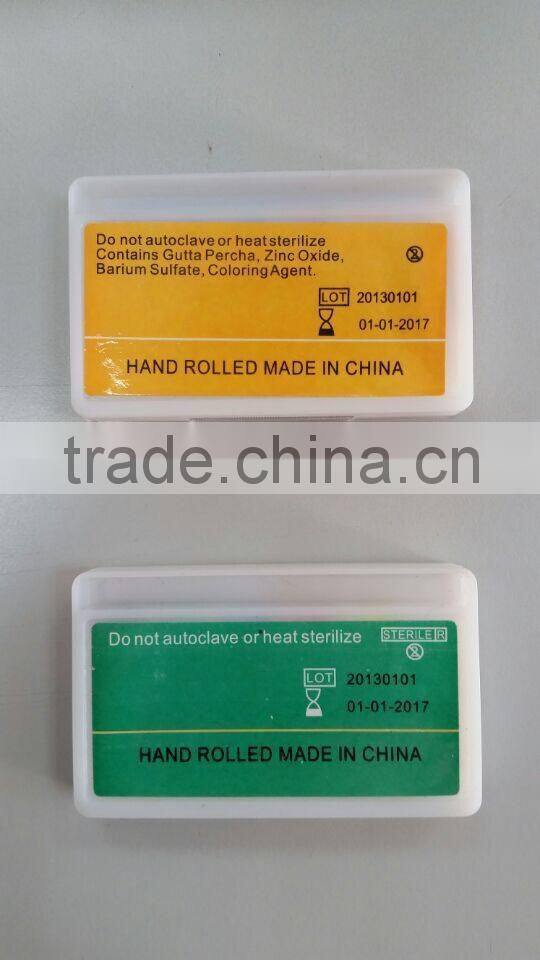 Do not autoclave or heat sterilize
Contains Gutta Percha, Zinc Oxide,
Barium Sulfate, Coloring Agent.
2
LOT 20130101
01-01-2017
HAND ROLLED MADE IN CHINA
trade.china.cn
Do not autoclave or heat sterilize
STERILE R
2
LOT 20130101
01-01-2017
HAND ROLLED MADE IN CHINA